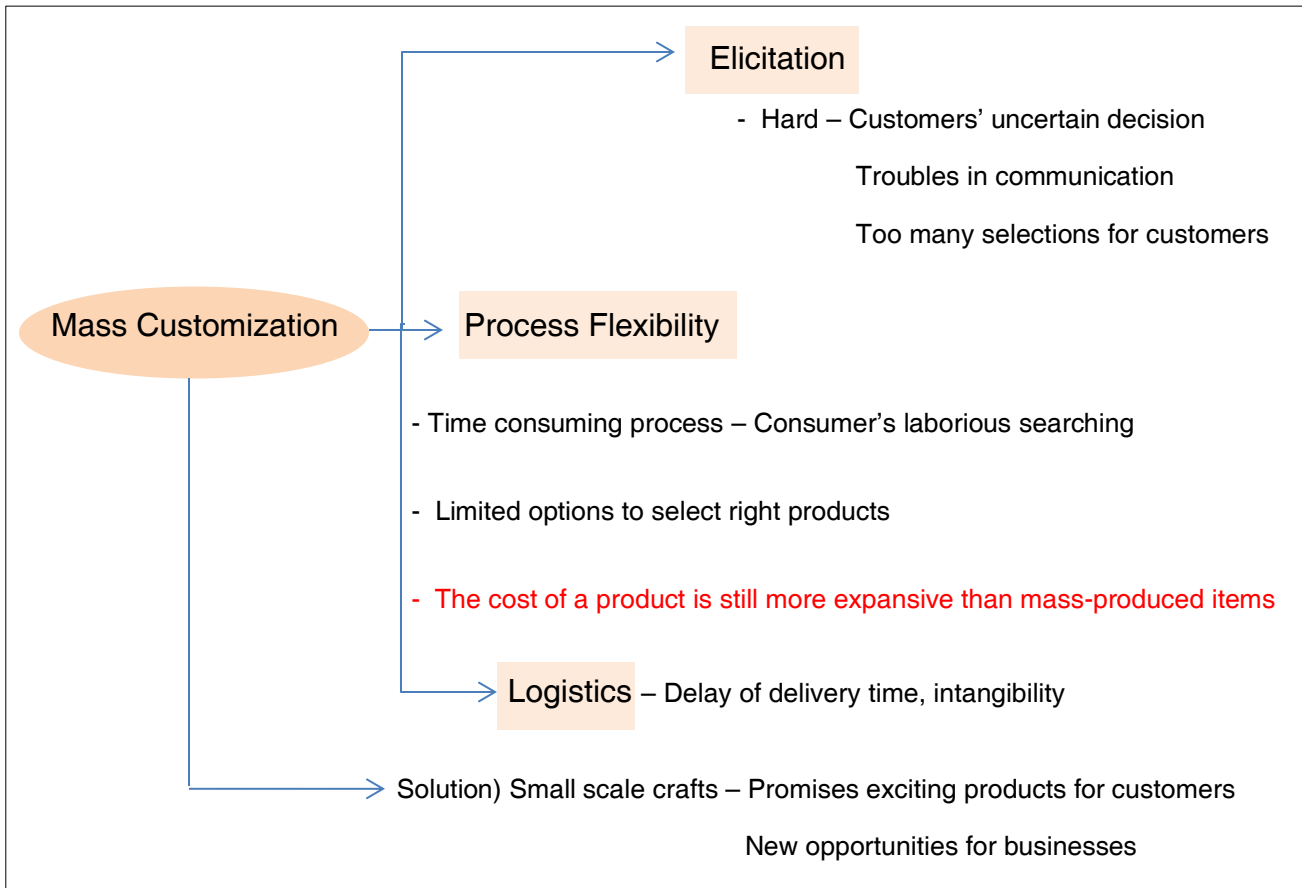 Elicitation
- Hard – Customers’ uncertain decision
Troubles in communication
Too many selections for customers
Mass Customization
Process Flexibility
- Time consuming process – Consumer’s laborious searching
- Limited options to select right products
- The cost of a product is still more expansive than mass-produced items
Logistics – Delay of delivery time, intangibility
Solution) Small scale crafts – Promises exciting products for customers
New opportunities for businesses